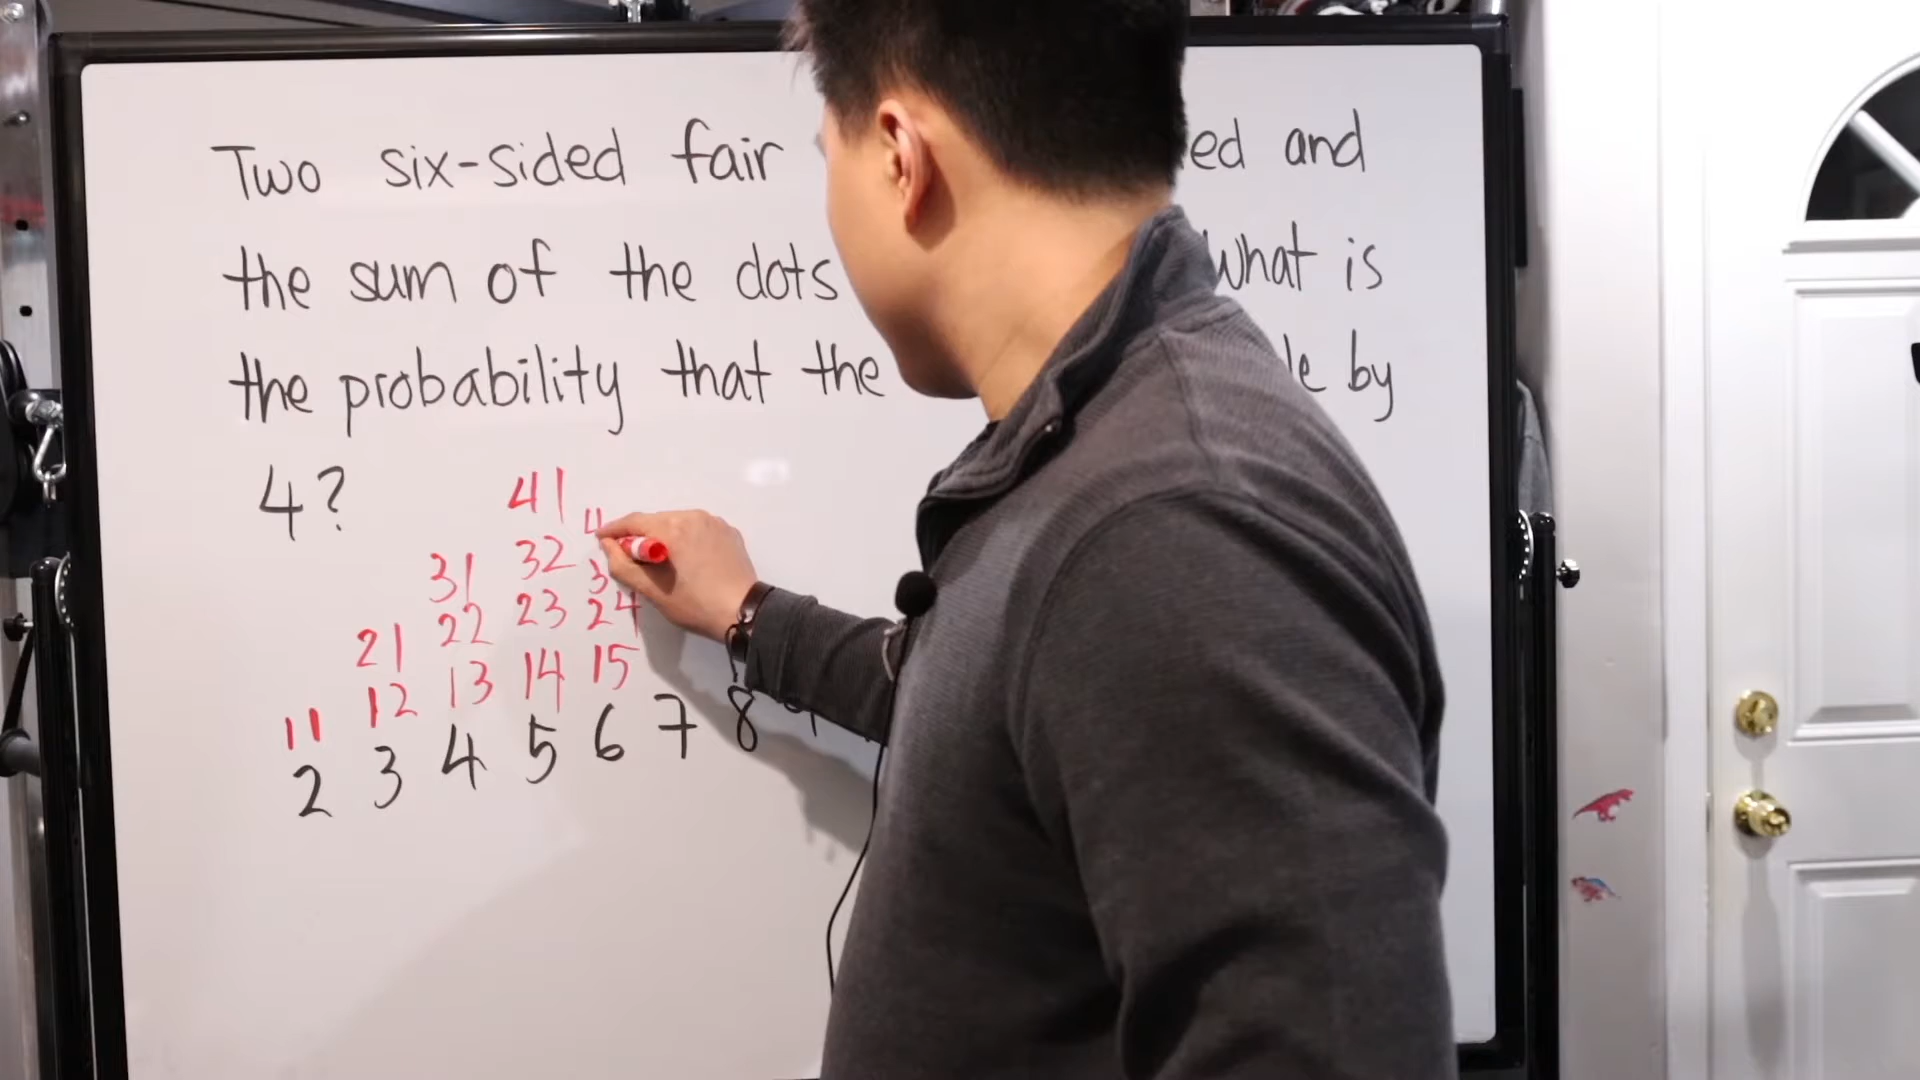 Two six-sided fair ed and
the sum of the dots what is
the probability that the le by
4?
41
31 32 3
21 22 23 24
11 12 13 14 15
2 3 4 5 6 7 8 9